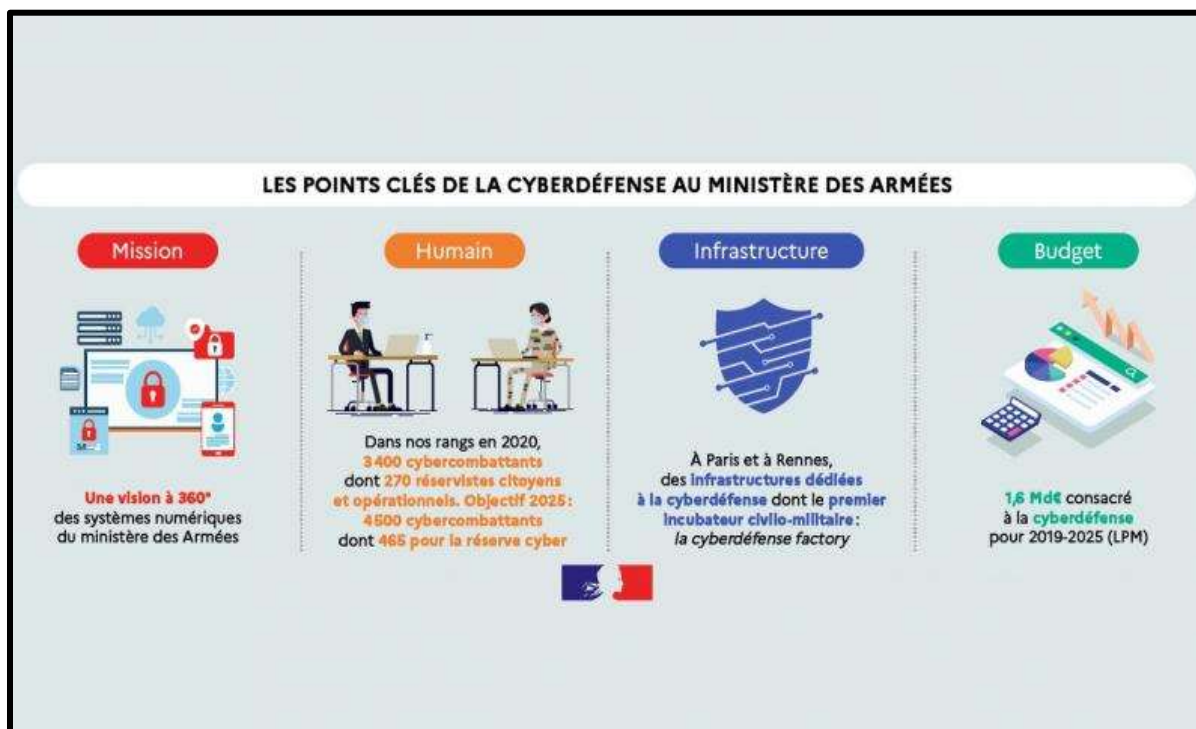 LES POINTS CLÉS DE LA CYBERDÉFENSE AU MINISTÈRE DES ARMÉES
Mission
Une vision à 360°
des systèmes numériques
du ministère des Armées
Humain
Dans nos rangs en 2020,
3 400 cybercombattants
dont 270 réservistes citoyens
et opérationnels. Objectif 2025 :
4 500 cybercombattants
dont 465 pour la réserve cyber
Infrastructure
À Paris et à Rennes,
des infrastructures dédiées
à la cyberdéfense dont le premier
incubateur civilo-militaire :
la cyberdéfense factory
Budget
1,6 Md€ consacré
à la cyberdéfense
pour 2019-2025 (LPM)